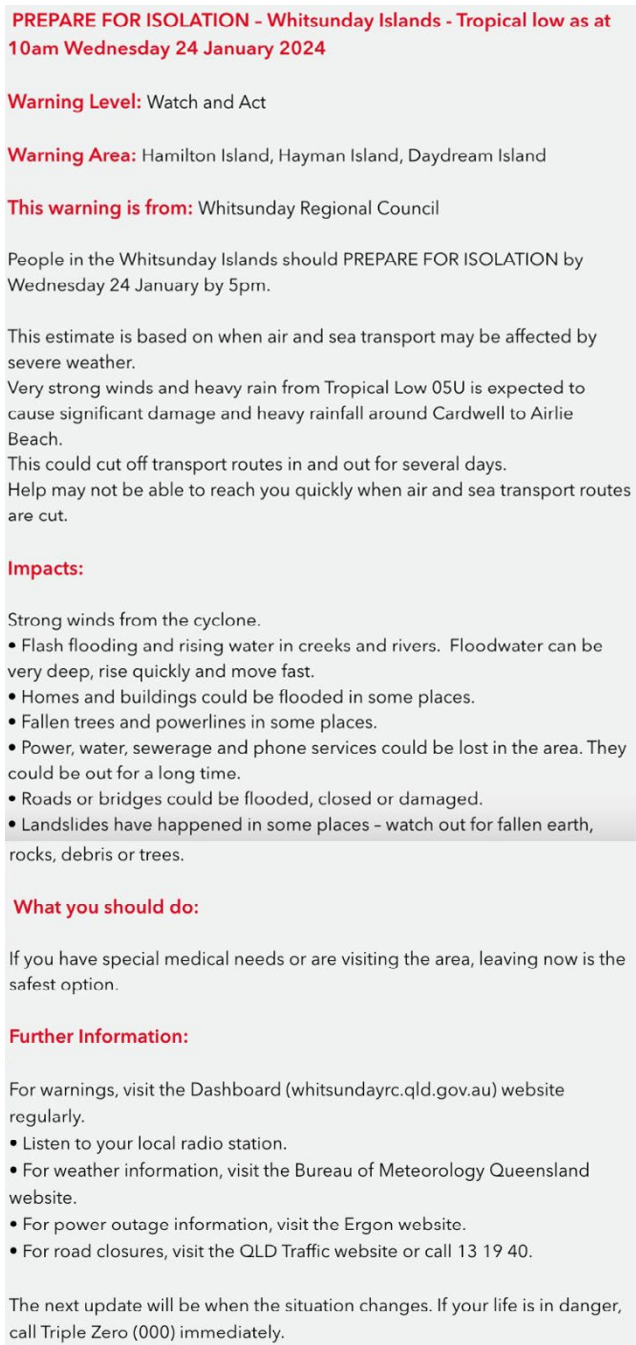 PREPARE FOR ISOLATION – Whitsunday Islands - Tropical low as at
10am Wednesday 24 January 2024
Warning Level: Watch and Act
Warning Area: Hamilton Island, Hayman Island, Daydream Island
This warning is from: Whitsunday Regional Council
People in the Whitsunday Islands should PREPARE FOR ISOLATION by
Wednesday 24 January by 5pm.
This estimate is based on when air and sea transport may be affected by
severe weather.
Very strong winds and heavy rain from Tropical Low 05U is expected to
cause significant damage and heavy rainfall around Cardwell to Airlie
Beach.
This could cut off transport routes in and out for several days.
Help may not be able to reach you quickly when air and sea transport routes
are cut.
Impacts:
Strong winds from the cyclone.
• Flash flooding and rising water in creeks and rivers.  Floodwater can be
very deep, rise quickly and move fast.
• Homes and buildings could be flooded in some places.
• Fallen trees and powerlines in some places.
• Power, water, sewerage and phone services could be lost in the area. They
could be out for a long time.
• Roads or bridges could be flooded, closed or damaged.
• Landslides have happened in some places – watch out for fallen earth,
rocks, debris or trees.
What you should do:
If you have special medical needs or are visiting the area, leaving now is the
safest option.
Further Information:
For warnings, visit the Dashboard (whitsundayrc.qld.gov.au) website
regularly.
• Listen to your local radio station.
• For weather information, visit the Bureau of Meteorology Queensland
website.
• For power outage information, visit the Ergon website.
• For road closures, visit the QLD Traffic website or call 13 19 40.
The next update will be when the situation changes. If your life is in danger,
call Triple Zero (000) immediately.